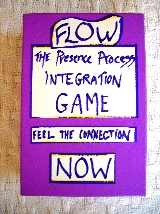 FLOW
THE Presence Process
INTEGRATION
GAME
FEEL THE CONNECTION
NOW